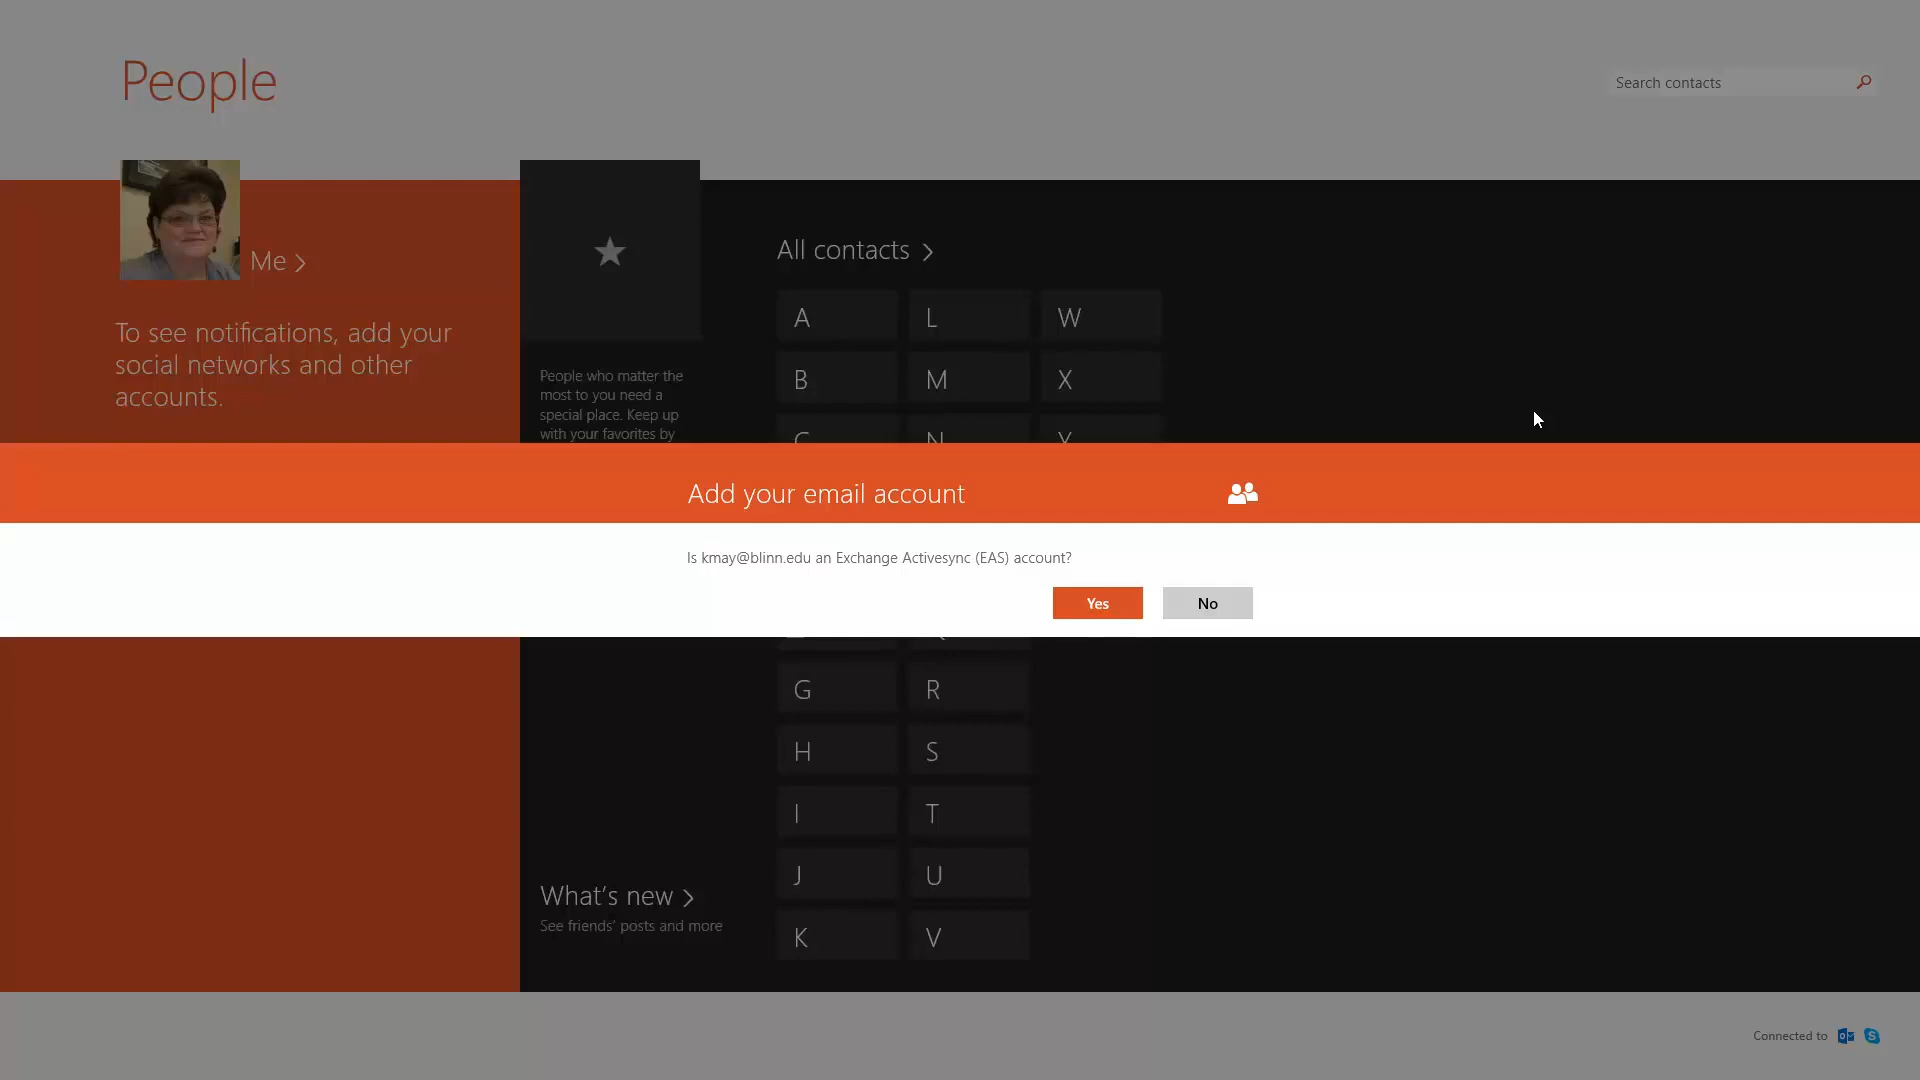 People
Search contacts
Me
To see notifications, add your
social networks and other
accounts.
People who matter the
most to you need a
special place. Keep up
with your favorites by
All contacts
A
L
W
B
M
X
C
N
Y
Add your email account
Is kmay@blinn.edu an Exchange Activesync (EAS) account?
Yes
No
G
R
H
S
I
T
J
U
K
V
What's new
See friends' posts and more
Connected to